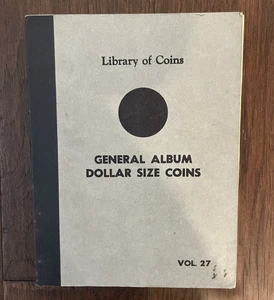 Library of Coins
GENERAL ALBUM
DOLLAR SIZE COINS
VOL. 27